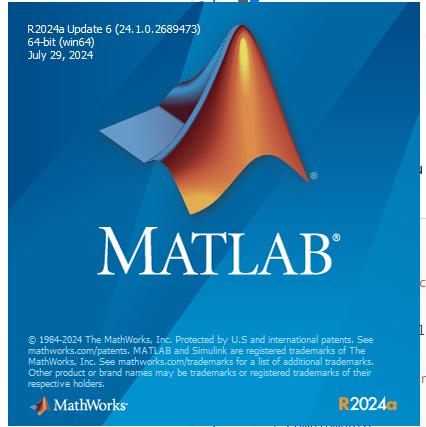 R2024a Update 6 (24.1.0.2689473)
64-bit (win64)
July 29, 2024
®
MATLAB®
© 1984-2024 The MathWorks, Inc. Protected by U.S and international patents. See
mathworks.com/patents. MATLAB and Simulink are registered trademarks of The
MathWorks, Inc. See mathworks.com/trademarks for a list of additional trademarks.
Other product or brand names may be trademarks or registered trademarks of their
respective holders.
MathWorks®
R2024a